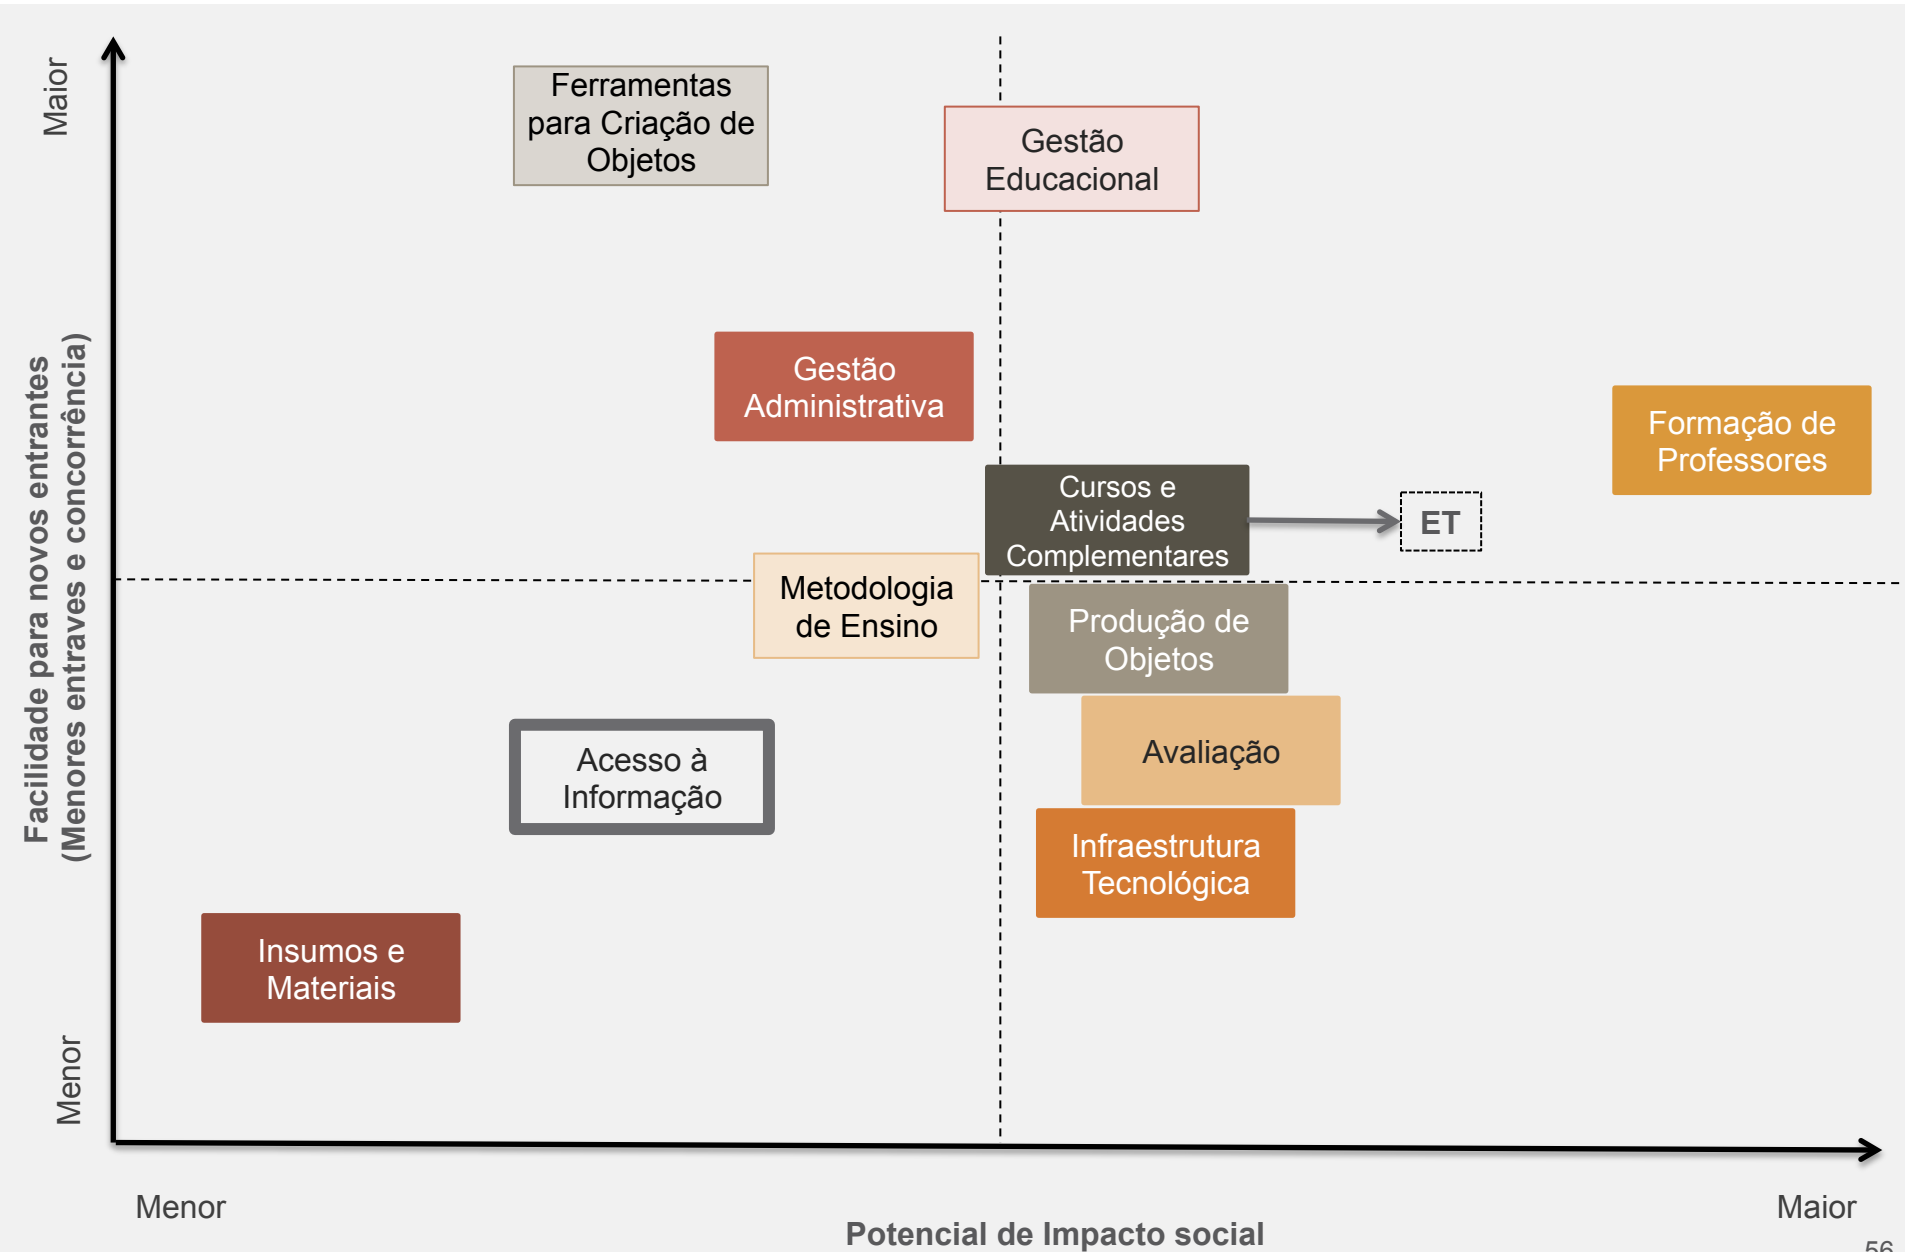 Maior
Ferramentas
para Criação de
Objetos
Gestão
Educacional
Gestão
Administrativa
Formação de
Professores
Cursos e
Atividades
Complementares
ET
Facilidade para novos entrantes
(Menores entraves e concorrência)
Metodologia
de Ensino
Produção de
Objetos
Acesso à
Informação
Avaliação
Infraestrutura
Tecnológica
Insumos e
Materiais
Menor
Menor
Maior
Potencial de Impacto social
56